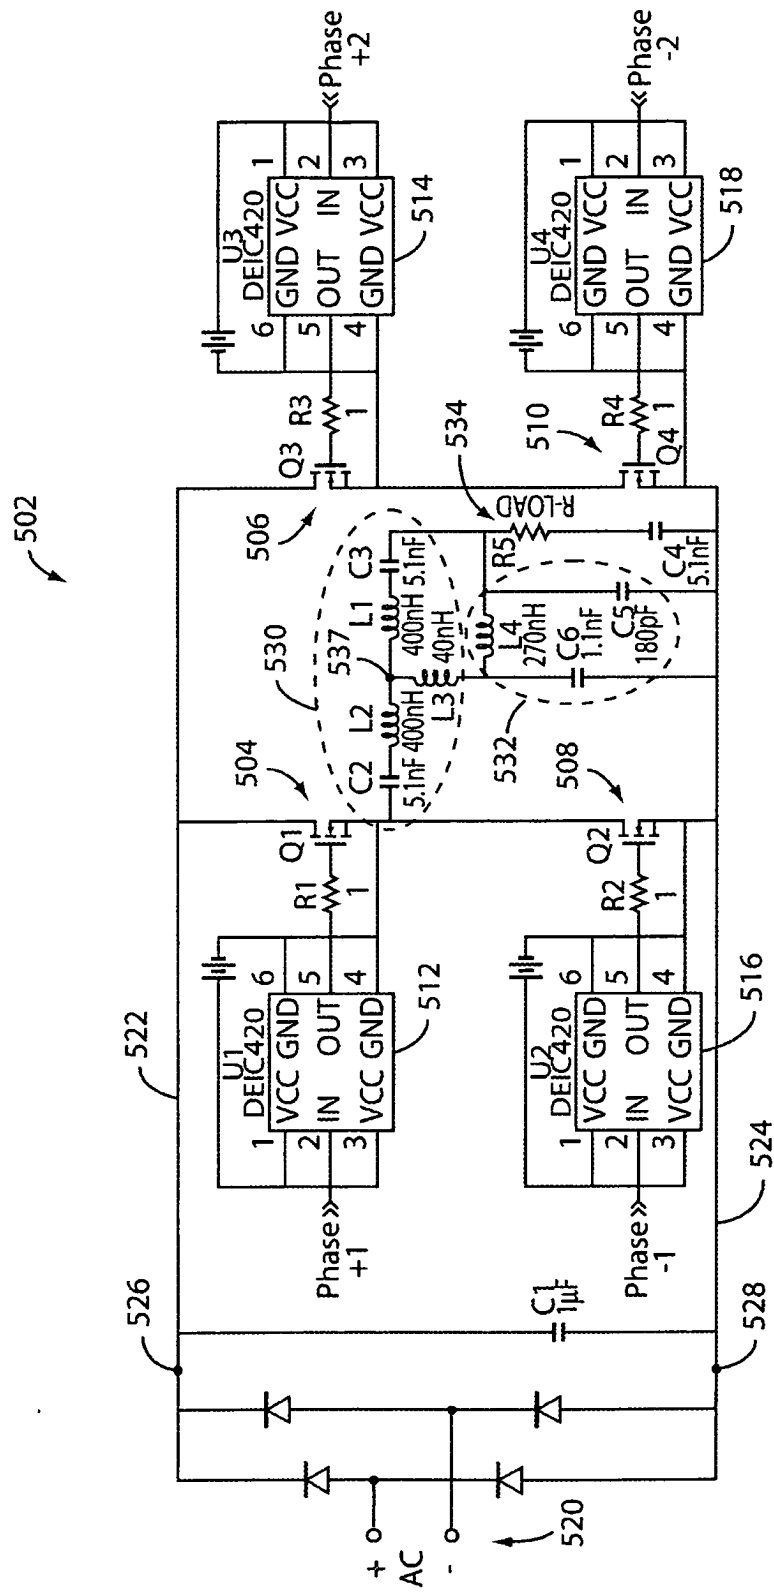 502
522
526
524
528
520
+
AC
-
C1
1μF
Phase
+1
U1
DEIC420
1
2
3
VCC GND
IN OUT
VCC GND
6
5
4
512
R1
1
Q1
504
Phase
-1
U2
DEIC420
1
2
3
VCC GND
IN OUT
VCC GND
6
5
4
516
R2
1
Q2
508
530
537
C2
5.1nF
L2
400nH
L1
400nH
C3
5.1nF
L3
40nH
532
L4
270nH
C6
1.1nF
C5
180pF
534
R5
R-LOAD
C4
5.1nF
506
Q3
R3
1
U3
DEIC420
6
5
4
GND VCC
OUT IN
GND VCC
1
2
3
514
Phase
+2
510
Q4
R4
1
U4
DEIC420
6
5
4
GND VCC
OUT IN
GND VCC
1
2
3
518
Phase
-2